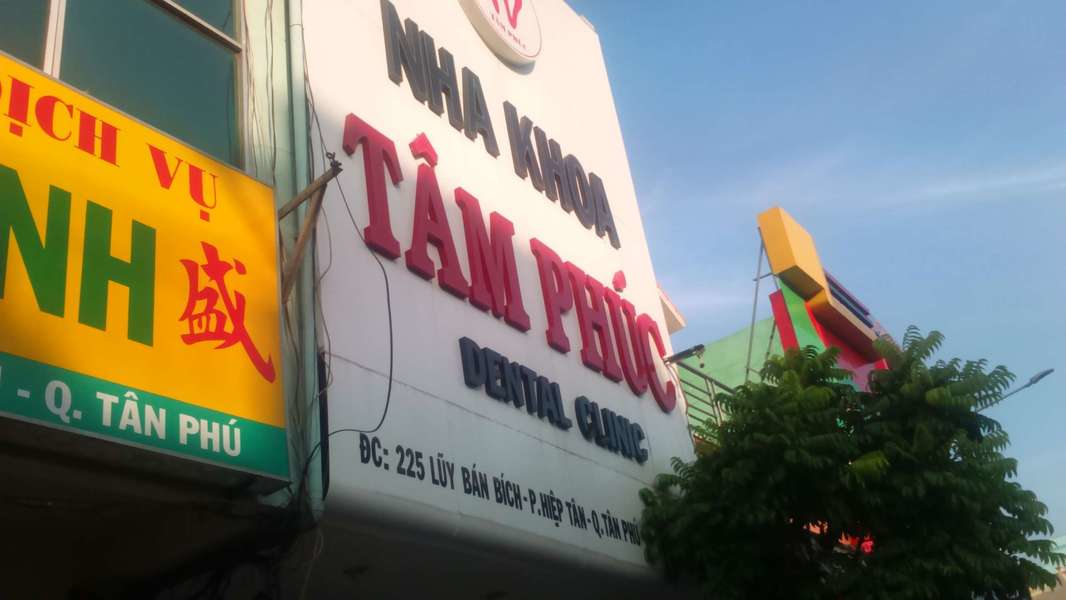 DỊCH VỤ
NH 盛
- Q. TÂN PHÚ
NHA KHOA
TÂM PHÚC
DENTAL CLINIC
ĐC: 225 LŨY BÁN BÍCH - P.HIỆP TÂN - Q.TÂN PHÚ